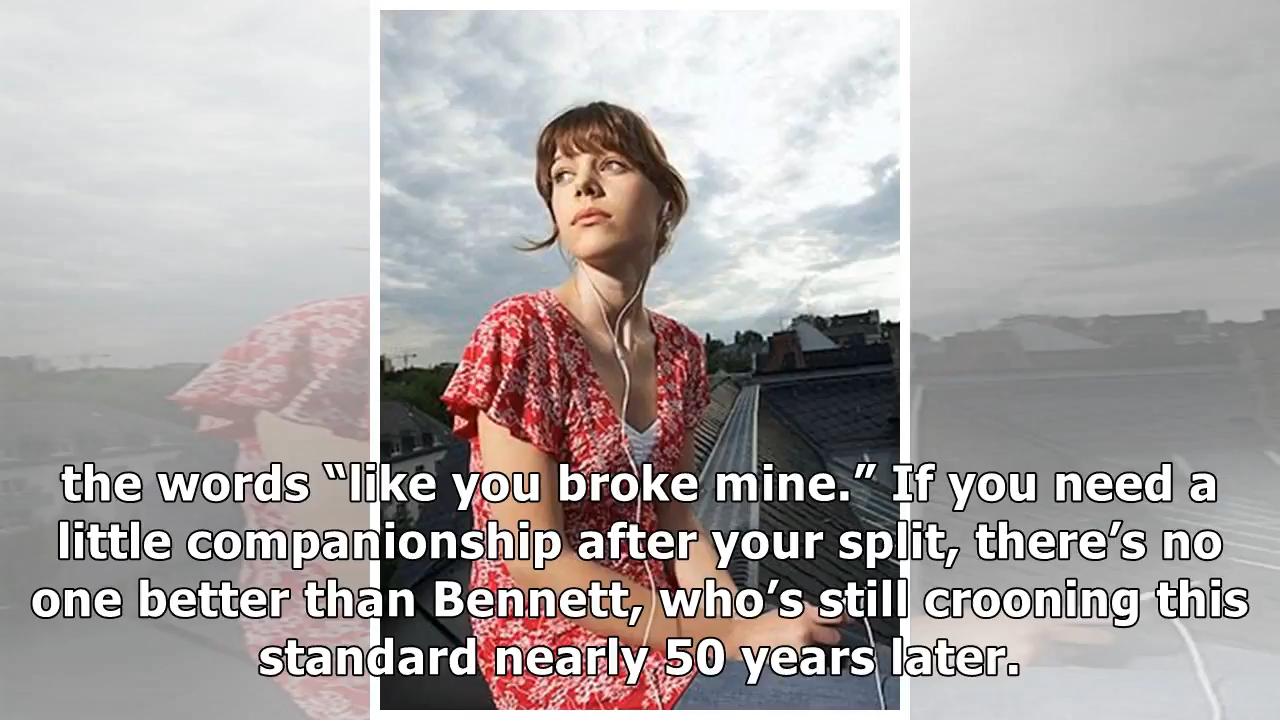 the words “like you broke mine.” If you need a
little companionship after your split, there’s no
one better than Bennett, who’s still crooning this
standard nearly 50 years later.